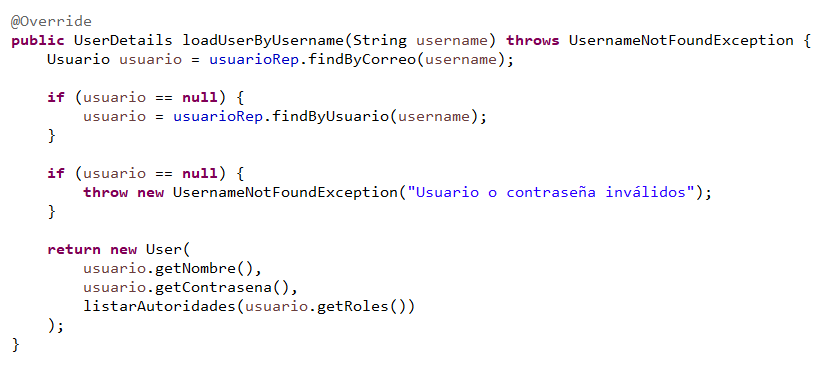 @Override
public UserDetails loadUserByUsername(String username) throws UsernameNotFoundException {
    Usuario usuario = usuarioRep.findByCorreo(username);

    if (usuario == null) {
        usuario = usuarioRep.findByUsuario(username);
    }

    if (usuario == null) {
        throw new UsernameNotFoundException("Usuario o contraseña inválidos");
    }

    return new User(
        usuario.getNombre(),
        usuario.getContrasena(),
        listarAutoridades(usuario.getRoles())
    );
}